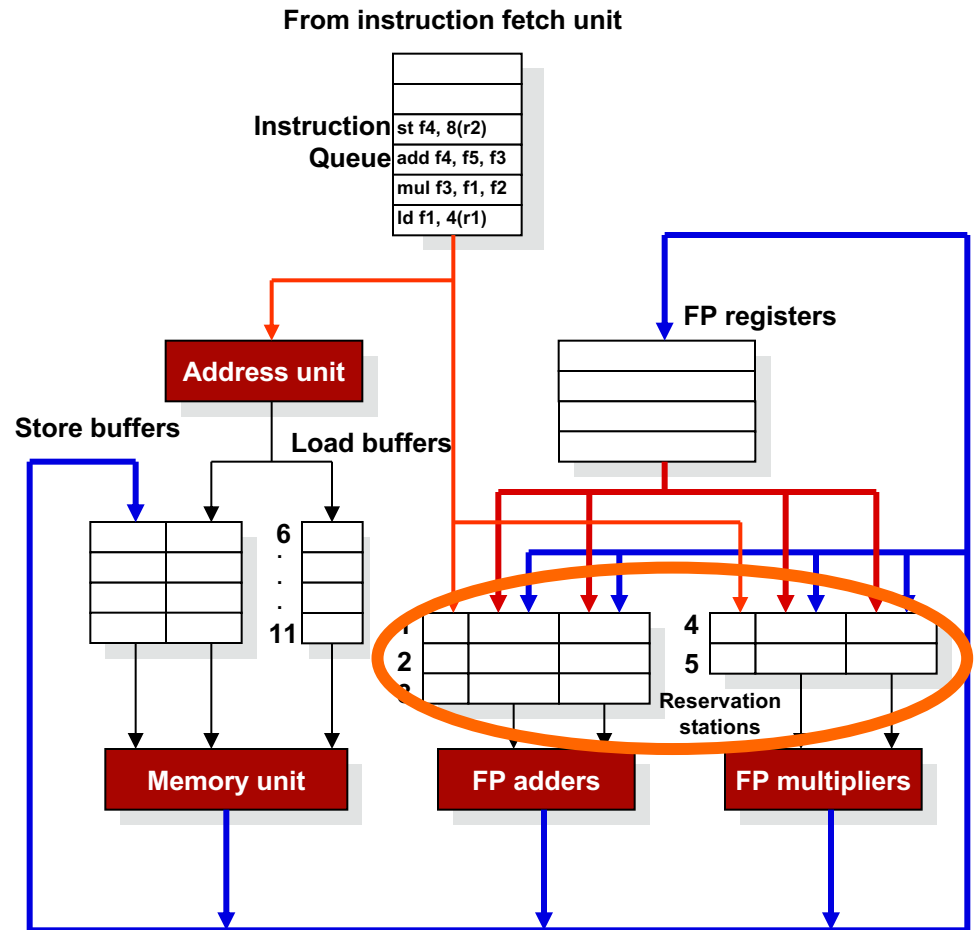 From instruction fetch unit
Instruction
Queue
st f4, 8(r2)
add f4, f5, f3
mul f3, f1, f2
ld f1, 4(r1)
FP registers
Address unit
Store buffers
Load buffers
6
.
.
.
11
1
2
3
4
5
Reservation
stations
Memory unit
FP adders
FP multipliers